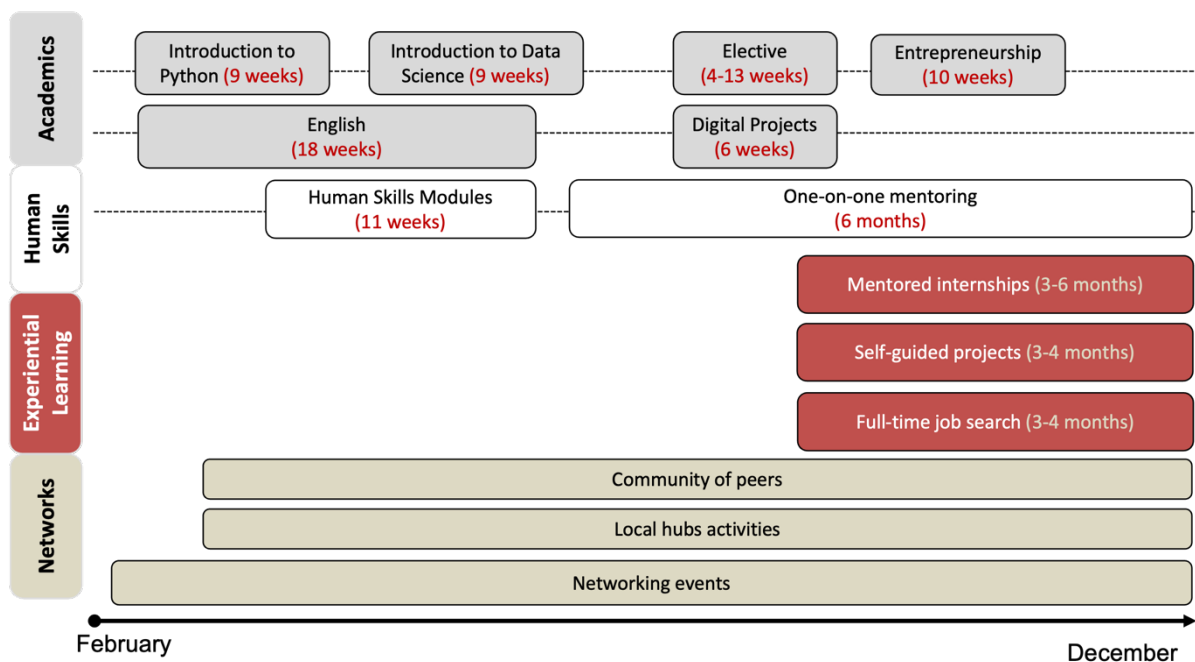 Academics
Introduction to
Python (9 weeks)
Introduction to Data
Science (9 weeks)
Elective
(4-13 weeks)
Entrepreneurship
(10 weeks)
English
(18 weeks)
Digital Projects
(6 weeks)
Human
Skills
Human Skills Modules
(11 weeks)
One-on-one mentoring
(6 months)
Experiential
Learning
Mentored internships (3-6 months)
Self-guided projects (3-4 months)
Full-time job search (3-4 months)
Networks
Community of peers
Local hubs activities
Networking events
February
December